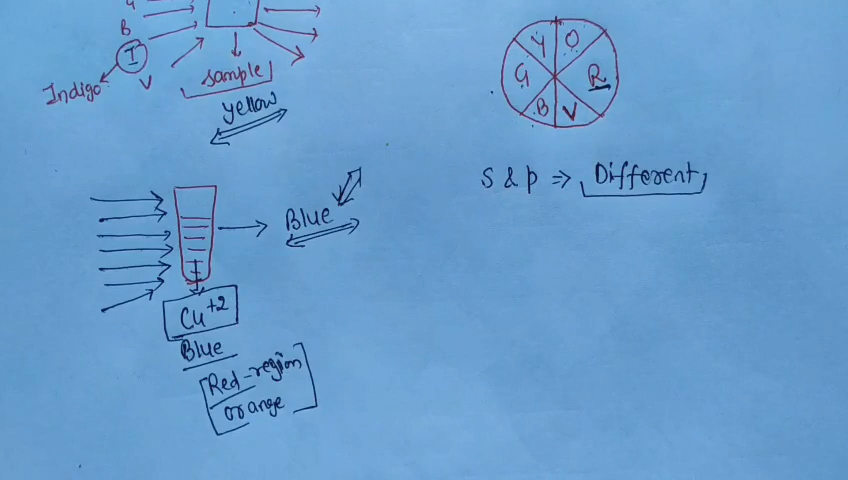 B
I
V
Indigo
sample
yellow
Y O
G R
B V
S & P ⇒ Different
Blue
Cu+2
Blue
Red-region
orange